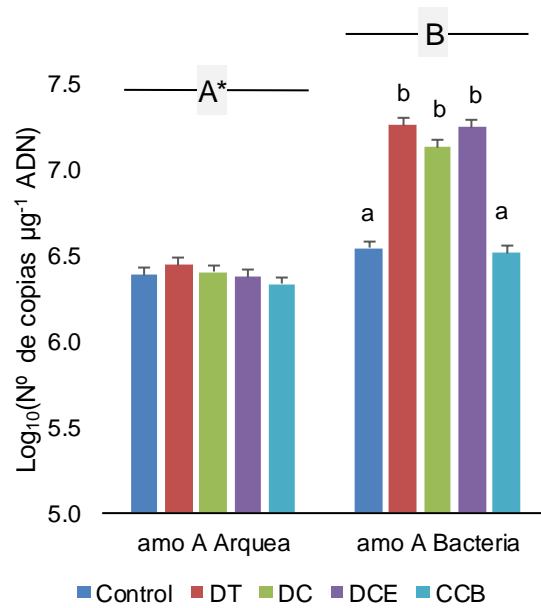 B
A*
7.5
b
b
b
7.0
a
a
6.5
6.0
5.5
5.0
Log₁₀(Nº de copias µg⁻¹ ADN)
amo A Arquea
amo A Bacteria
Control DT DC DCE CCB